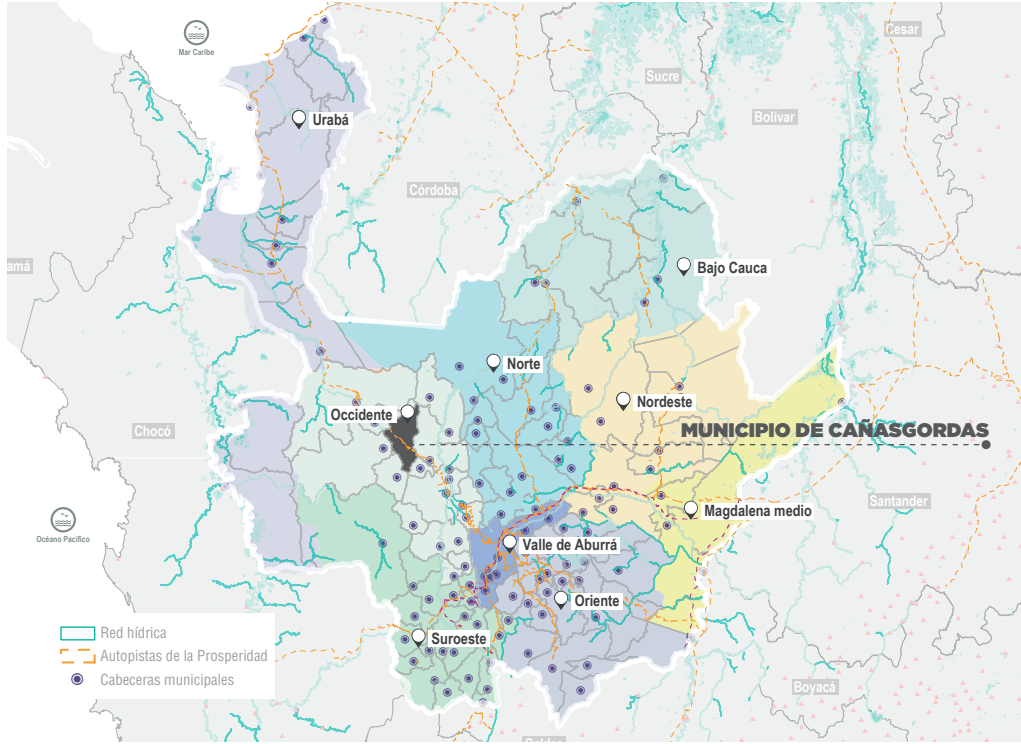 Mar Caribe
Cesar
Sucre
Bolívar
Urabá
Córdoba
Bajo Cauca
amá
Norte
Nordeste
Occidente
Chocó
MUNICIPIO DE CAÑASGORDAS
Santander
Magdalena medio
Océano Pacífico
Valle de Aburrá
Oriente
Suroeste
Red hídrica
Autopistas de la Prosperidad
Cabeceras municipales
Boyacá